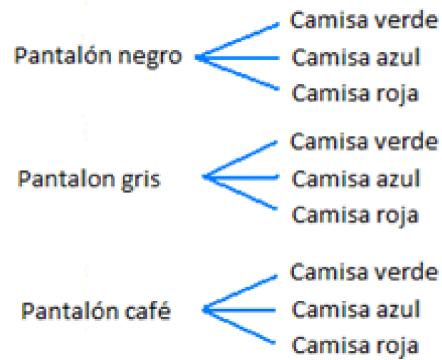 Camisa verde
Pantalón negro Camisa azul
Camisa roja
Camisa verde
Pantalon gris Camisa azul
Camisa roja
Camisa verde
Pantalón café Camisa azul
Camisa roja